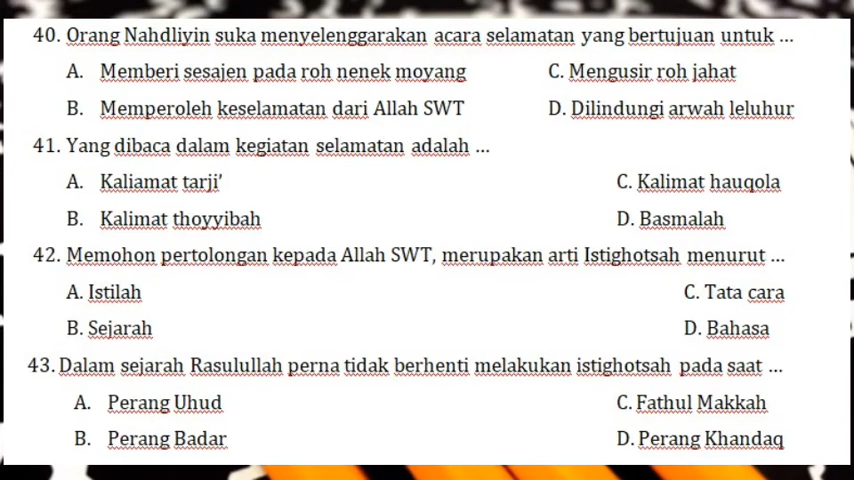 40. Orang Nahdliyin suka menyelenggarakan acara selamatan yang bertujuan untuk ...
A. Memberi sesajen pada roh nenek moyang C. Mengusir roh jahat
B. Memperoleh keselamatan dari Allah SWT D. Dilindungi arwah leluhur
41. Yang dibaca dalam kegiatan selamatan adalah ...
A. Kaliamat tarji’ C. Kalimat hauqola
B. Kalimat thoyyibah D. Basmalah
42. Memohon pertolongan kepada Allah SWT, merupakan arti Istighotsah menurut ...
A. Istilah C. Tata cara
B. Sejarah D. Bahasa
43. Dalam sejarah Rasulullah perna tidak berhenti melakukan istighotsah pada saat ...
A. Perang Uhud C. Fathul Makkah
B. Perang Badar D. Perang Khandaq